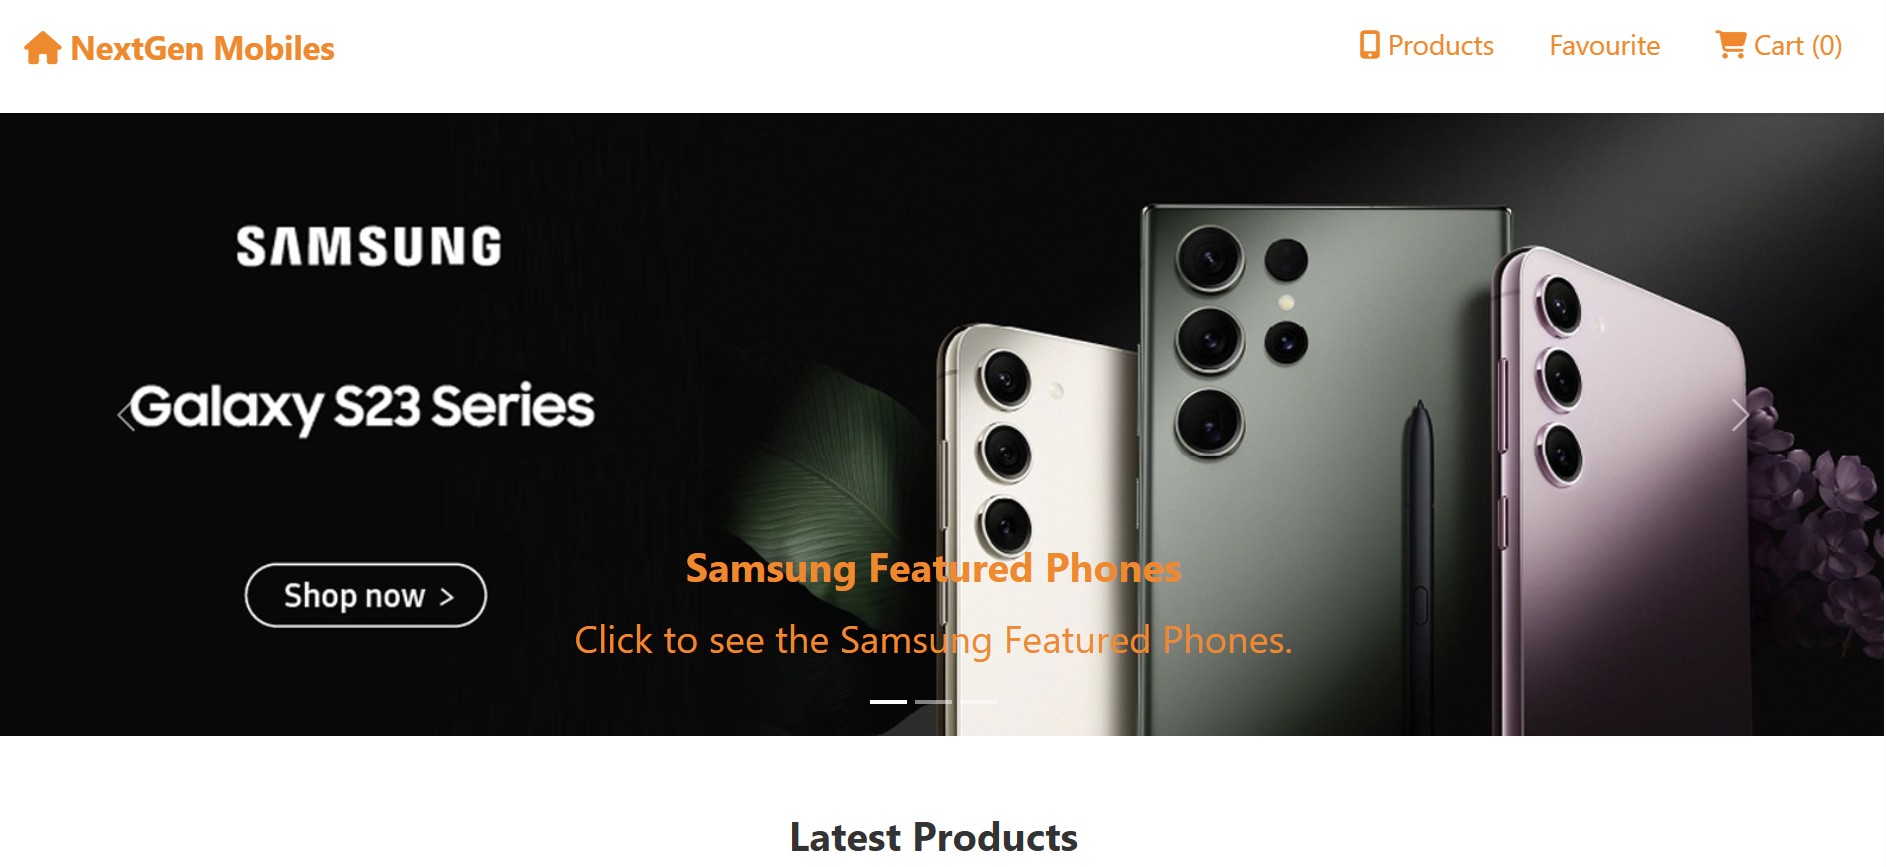 NextGen Mobiles
Products
Favourite
Cart (0)
SAMSUNG
Galaxy S23 Series
Shop now >
Samsung Featured Phones
Click to see the Samsung Featured Phones.
Latest Products